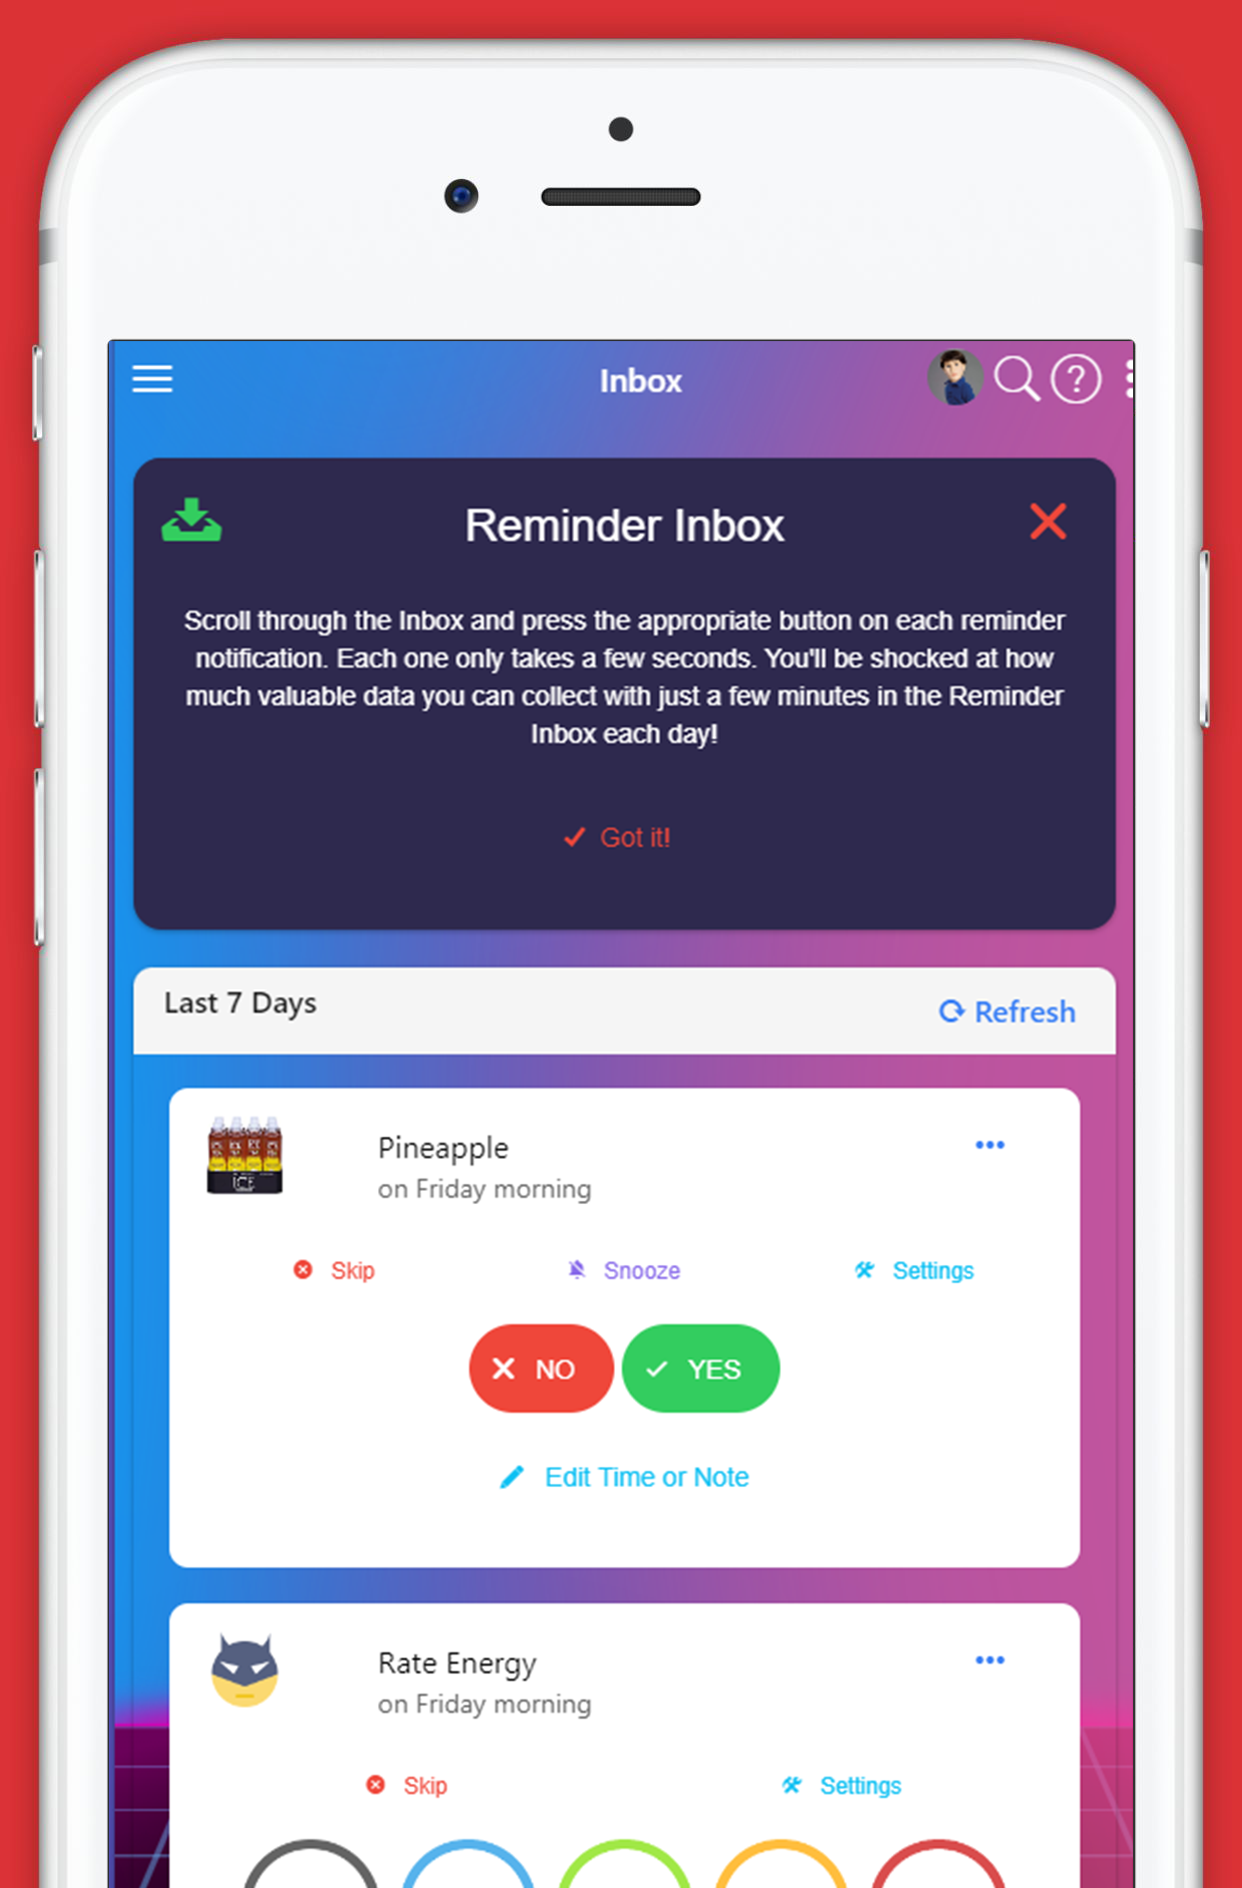 Inbox
?
Reminder Inbox
Scroll through the Inbox and press the appropriate button on each reminder
notification. Each one only takes a few seconds. You'll be shocked at how
much valuable data you can collect with just a few minutes in the Reminder
Inbox each day!
Got it!
Last 7 Days
Refresh
Pineapple
on Friday morning
ICE
Skip
Snooze
Settings
NO
YES
Edit Time or Note
Rate Energy
on Friday morning
Skip
Settings